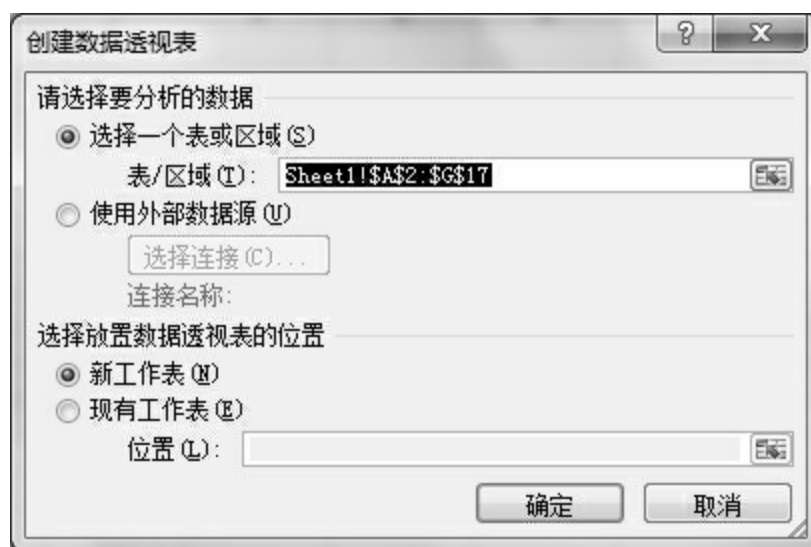 创建数据透视表
请选择要分析的数据
选择一个表或区域(S)
表/区域(T): Sheet1!$A$2:$G$17
使用外部数据源(U)
选择连接(C)...
连接名称:
选择放置数据透视表的位置
新工作表(N)
现有工作表(E)
位置(L):
确定 取消